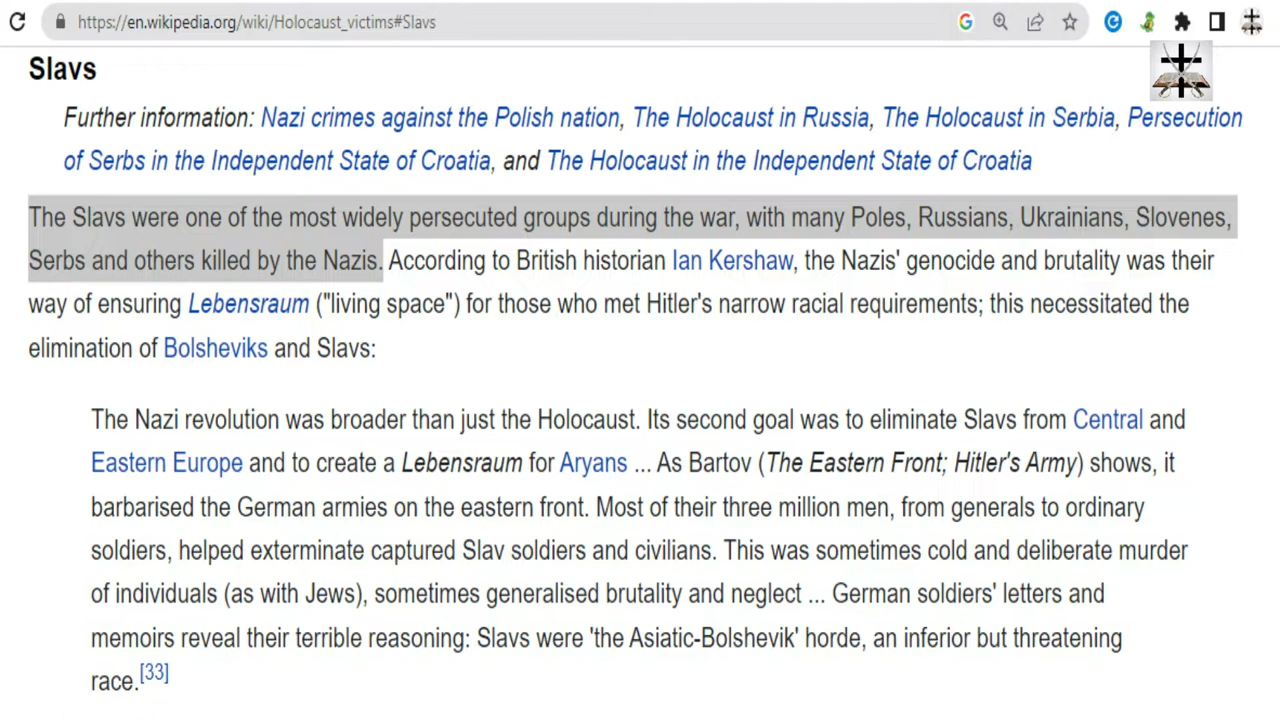 https://en.wikipedia.org/wiki/Holocaust_victims#Slavs
Slavs
Further information: Nazi crimes against the Polish nation, The Holocaust in Russia, The Holocaust in Serbia, Persecution
of Serbs in the Independent State of Croatia, and The Holocaust in the Independent State of Croatia
The Slavs were one of the most widely persecuted groups during the war, with many Poles, Russians, Ukrainians, Slovenes,
Serbs and others killed by the Nazis. According to British historian Ian Kershaw, the Nazis' genocide and brutality was their
way of ensuring Lebensraum ("living space") for those who met Hitler's narrow racial requirements; this necessitated the
elimination of Bolsheviks and Slavs:
The Nazi revolution was broader than just the Holocaust. Its second goal was to eliminate Slavs from Central and
Eastern Europe and to create a Lebensraum for Aryans ... As Bartov (The Eastern Front; Hitler's Army) shows, it
barbarised the German armies on the eastern front. Most of their three million men, from generals to ordinary
soldiers, helped exterminate captured Slav soldiers and civilians. This was sometimes cold and deliberate murder
of individuals (as with Jews), sometimes generalised brutality and neglect ... German soldiers' letters and
memoirs reveal their terrible reasoning: Slavs were 'the Asiatic-Bolshevik' horde, an inferior but threatening
race.[33]